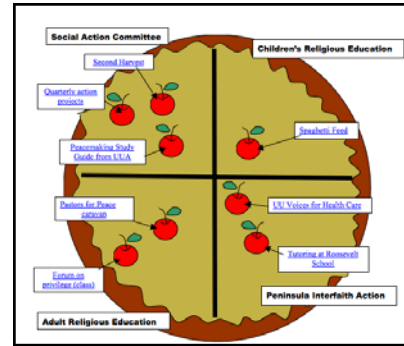 Social Action Committee
Children's Religious Education
Second Harvest
Quarterly action
projects
Spaghetti Feed
Peacemaking Study
Guide from UUA
Pastors for Peace
caravan
UU Voices for Health Care
Tutoring at Roosevelt
School
Forum on
privilege (class)
Peninsula Interfaith Action
Adult Religious Education